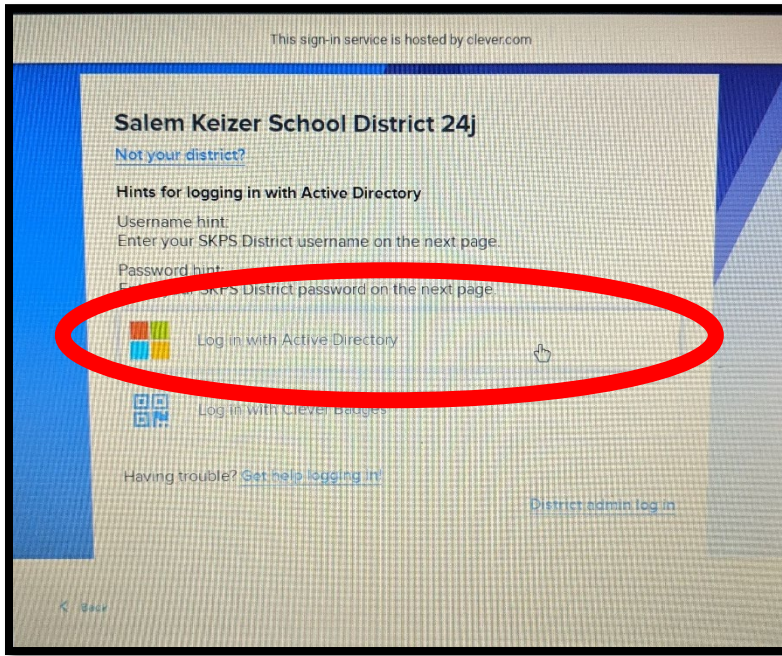 This sign-in service is hosted by clever.com
Salem Keizer School District 24j
Not your district?
Hints for logging in with Active Directory
Username hint:
Enter your SKPS District username on the next page.
Password hint:
Enter your SKPS District password on the next page.
Log in with Active Directory
Log in with Clever Badges
Having trouble? Get help logging in!
District admin log in
Back